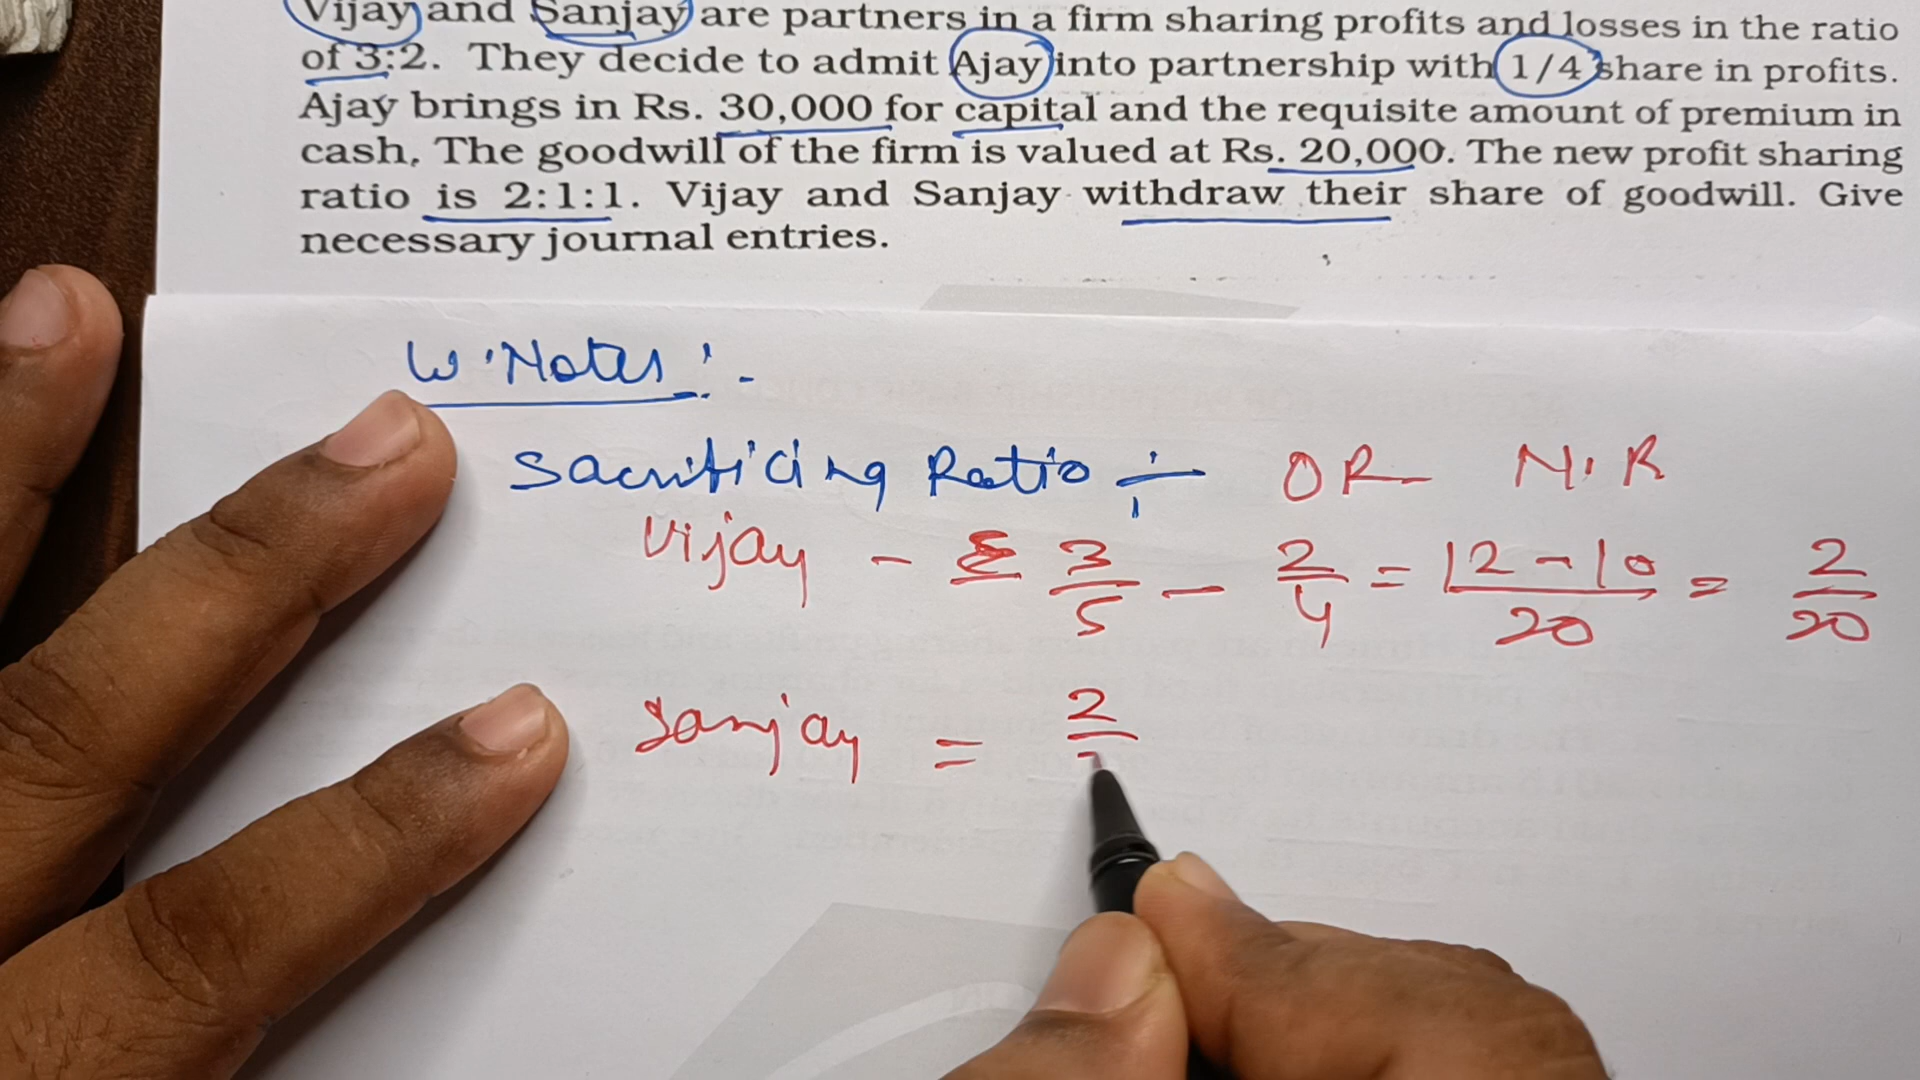 Vijay and Sanjay are partners in a firm sharing profits and losses in the ratio
of 3:2. They decide to admit Ajay into partnership with 1/4 share in profits.
Ajay brings in Rs. 30,000 for capital and the requisite amount of premium in
cash. The goodwill of the firm is valued at Rs. 20,000. The new profit sharing
ratio is 2:1:1. Vijay and Sanjay withdraw their share of goodwill. Give
necessary journal entries.
W. Notes :-
Sacrificing Ratio ÷ OR - N.R
Vijay - 3/5 - 2/4 = 12-10/20 = 2/20
Sanjay = 2/